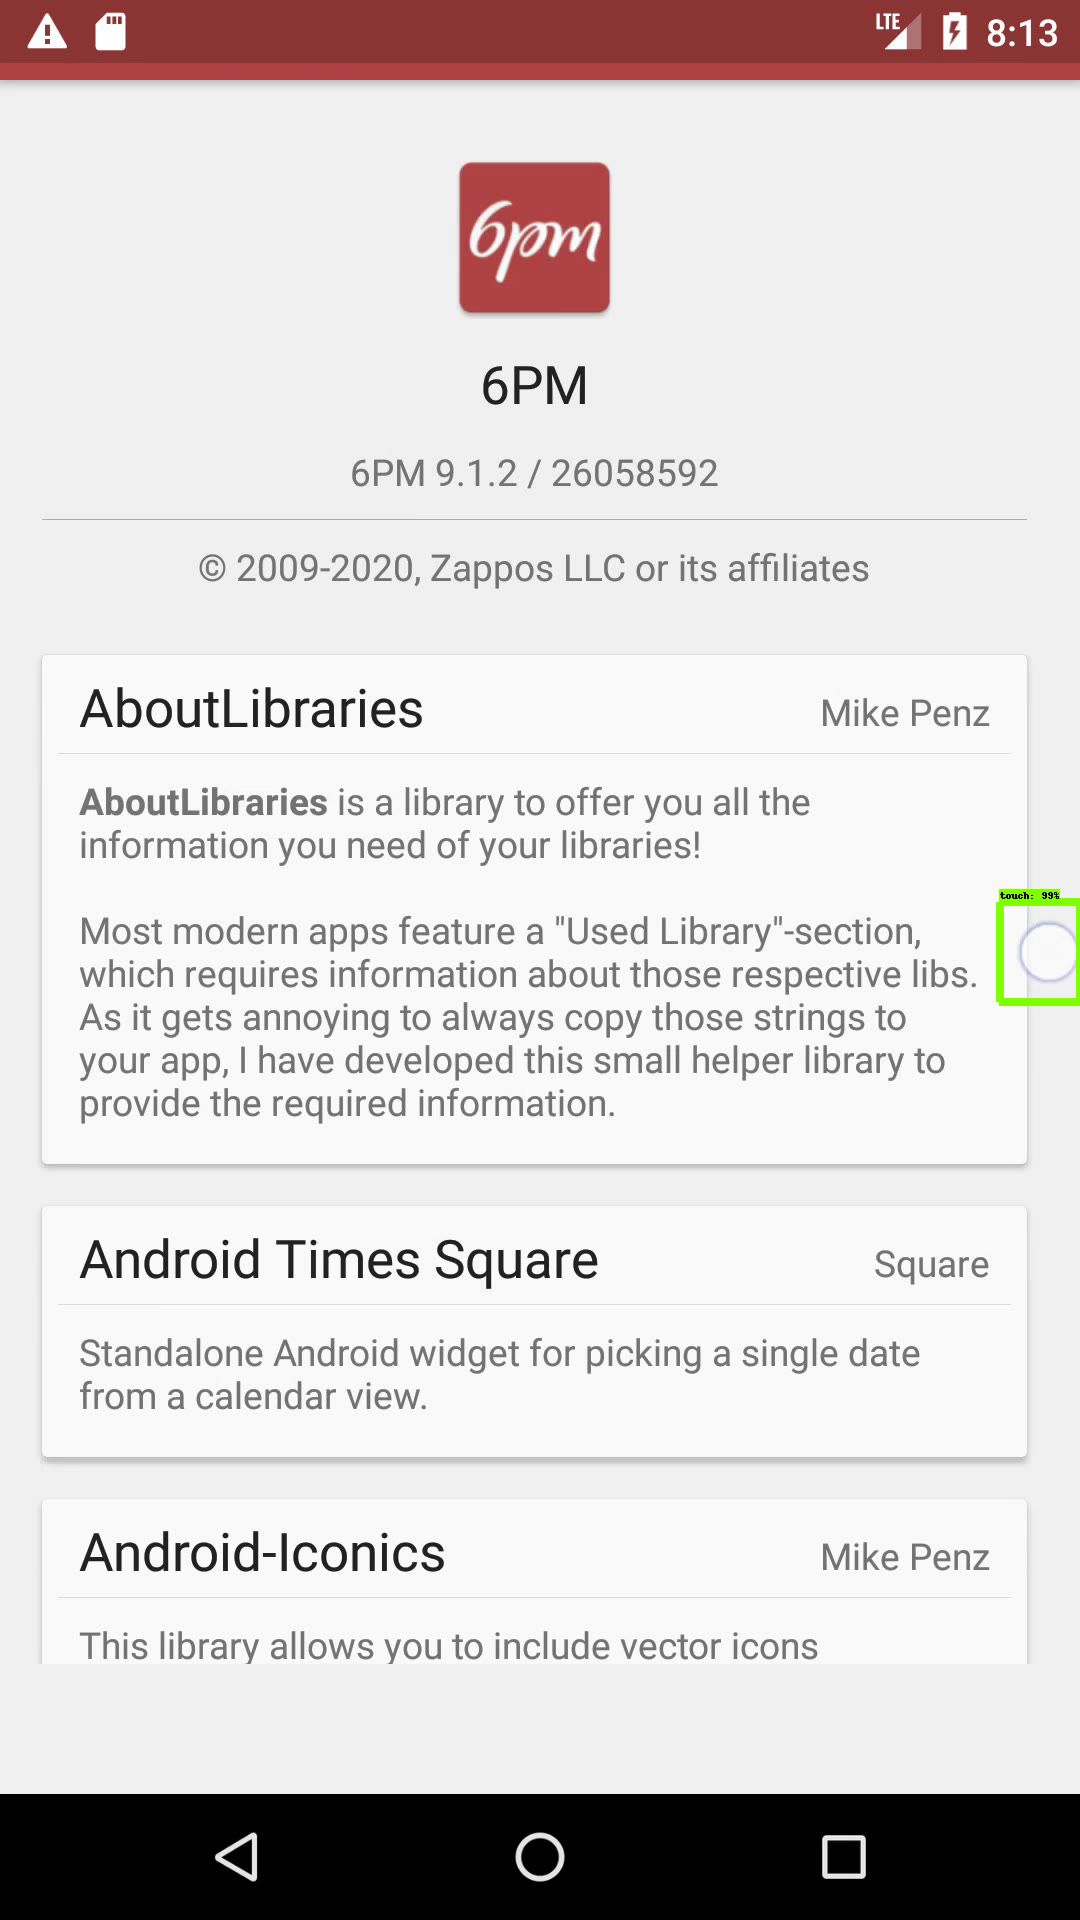 LTE 8:13
6pm
6PM
6PM 9.1.2 / 26058592
© 2009-2020, Zappos LLC or its affiliates
AboutLibraries Mike Penz
AboutLibraries is a library to offer you all the
information you need of your libraries!
Most modern apps feature a "Used Library"-section,
which requires information about those respective libs.
As it gets annoying to always copy those strings to
your app, I have developed this small helper library to
provide the required information.
touch: 99%
Android Times Square Square
Standalone Android widget for picking a single date
from a calendar view.
Android-Iconics Mike Penz
This library allows you to include vector icons